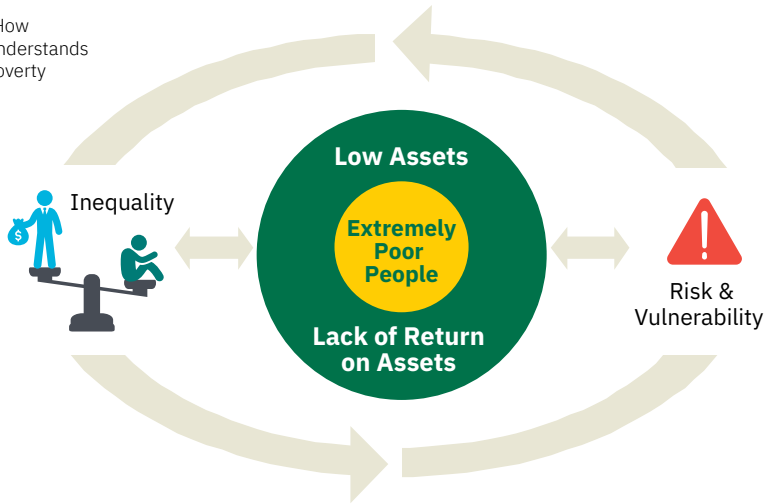 How
nderstands
overty
Low Assets
Inequality
$
Extremely
Poor
People
Risk &
Vulnerability
Lack of Return
on Assets